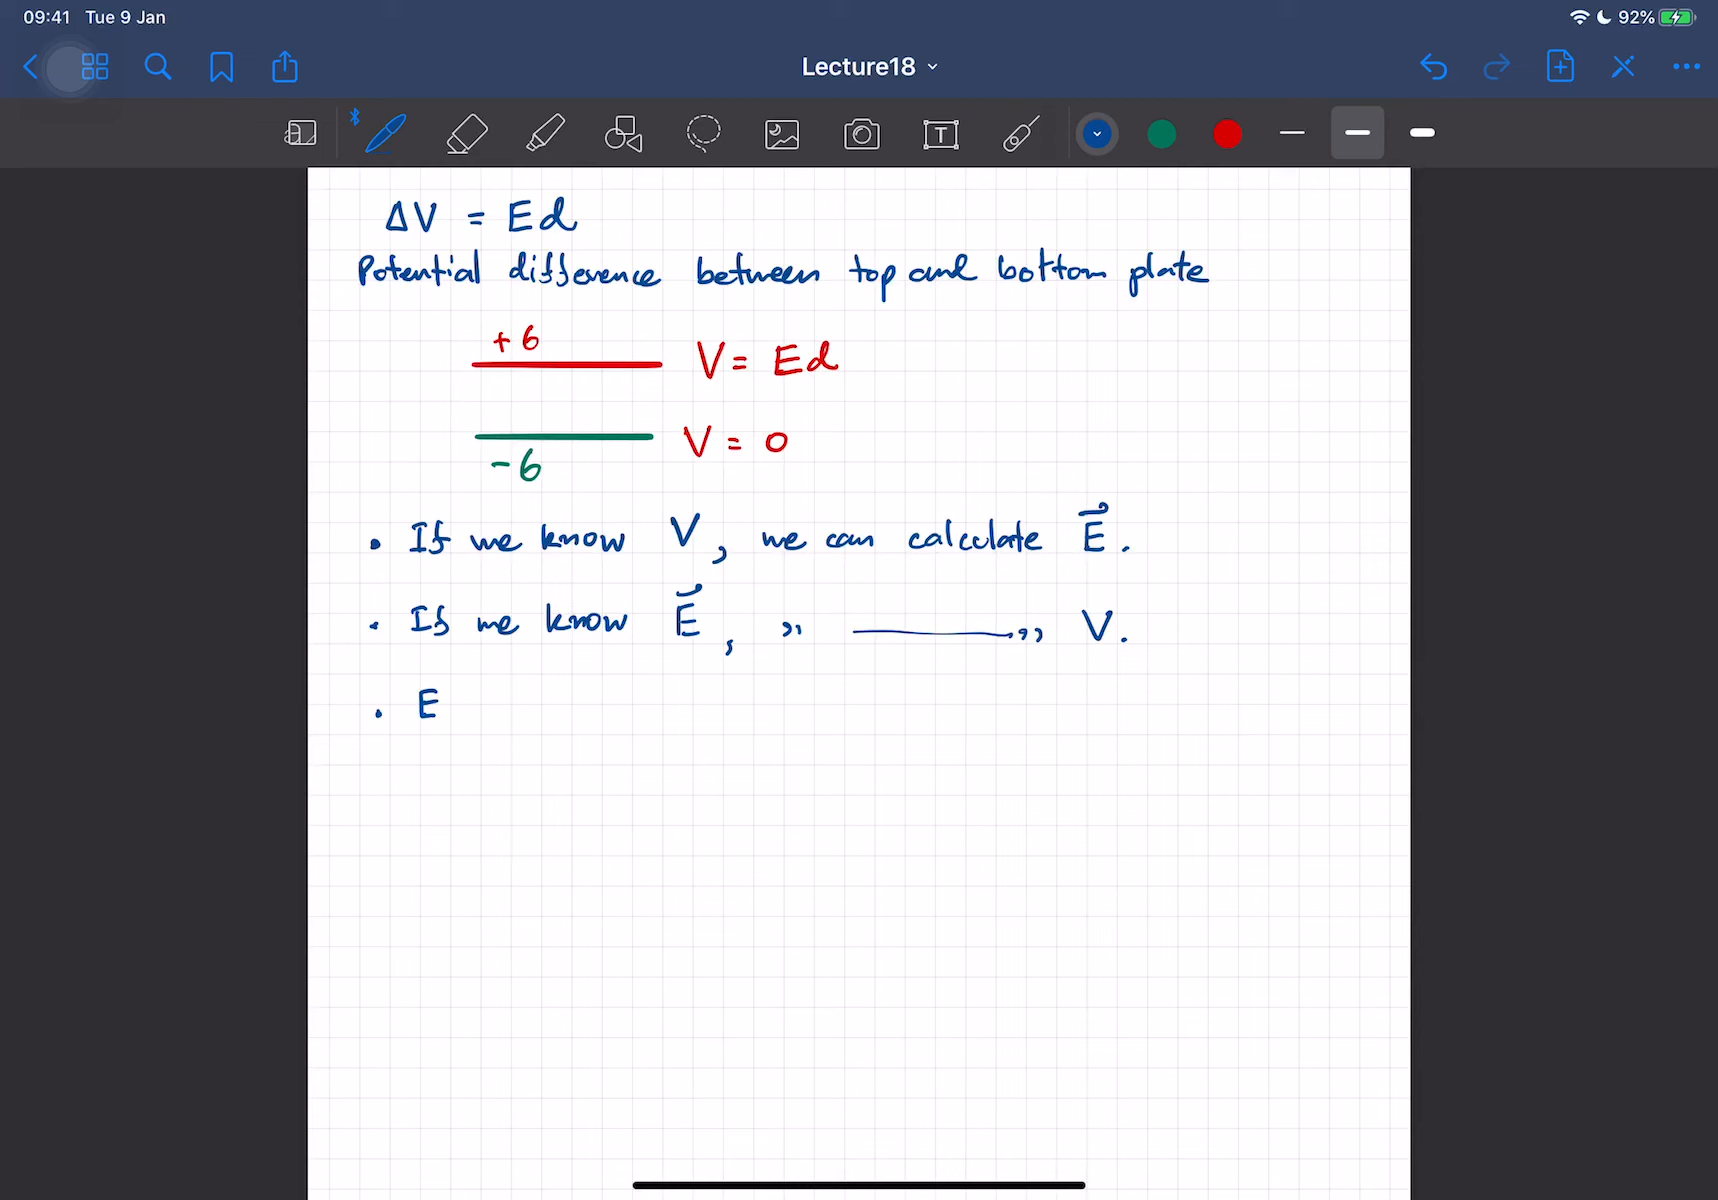 09:41 Tue 9 Jan 92%
Lecture18
T
ΔV = Ed
Potential difference between top and bottom plate
+6
V = Ed
V = 0
-6
• If we know V, we can calculate E⃗.
• If we know E⃗, „ ———„ V.
• E